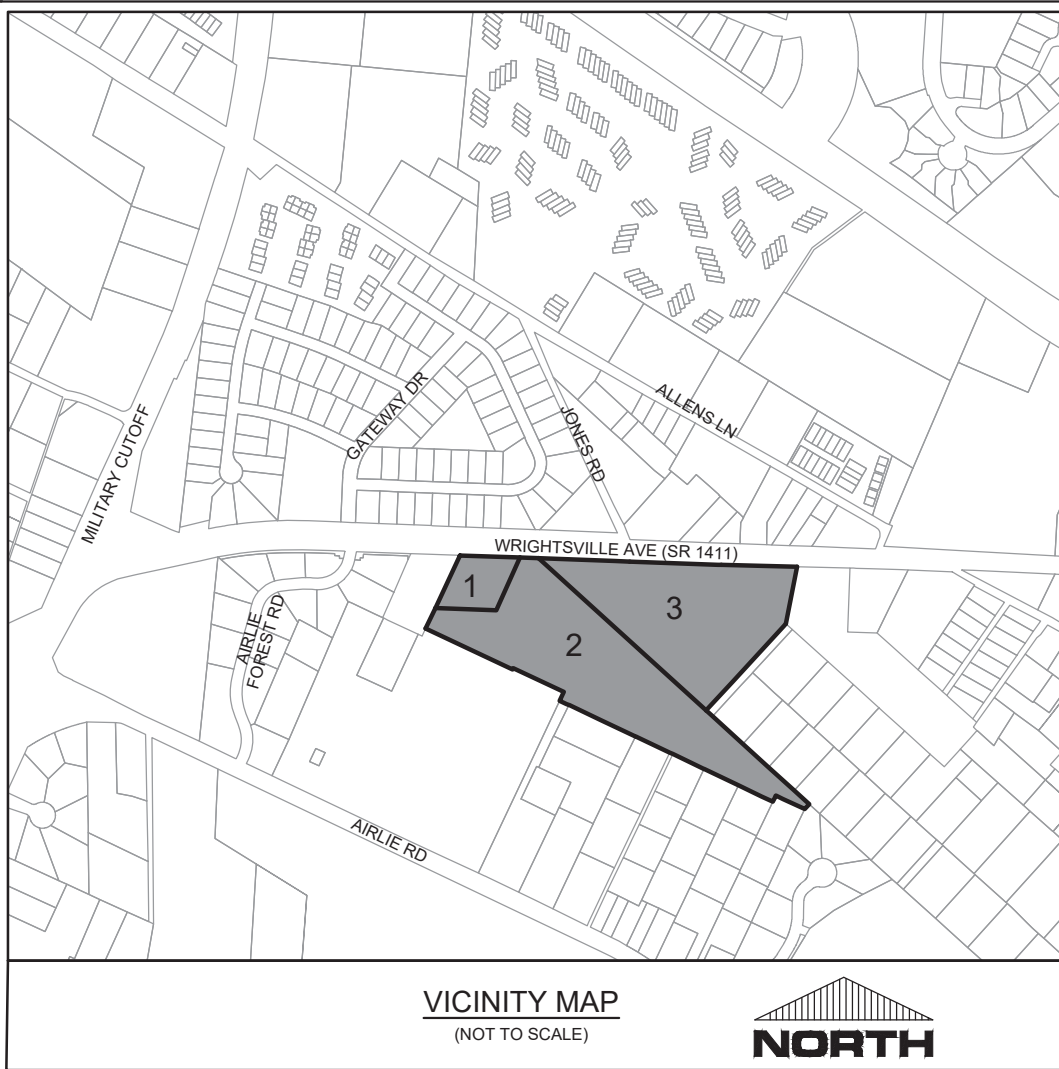 GATEWAY DR
ALLENS LN
JONES RD
MILITARY CUTOFF
WRIGHTSVILLE AVE (SR 1411)
1
3
2
AIRLIE
FOREST RD
AIRLIE RD
VICINITY MAP
(NOT TO SCALE)
NORTH